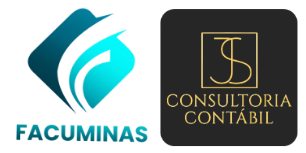 FACUMINAS
JS
CONSULTORIA
CONTÁBIL